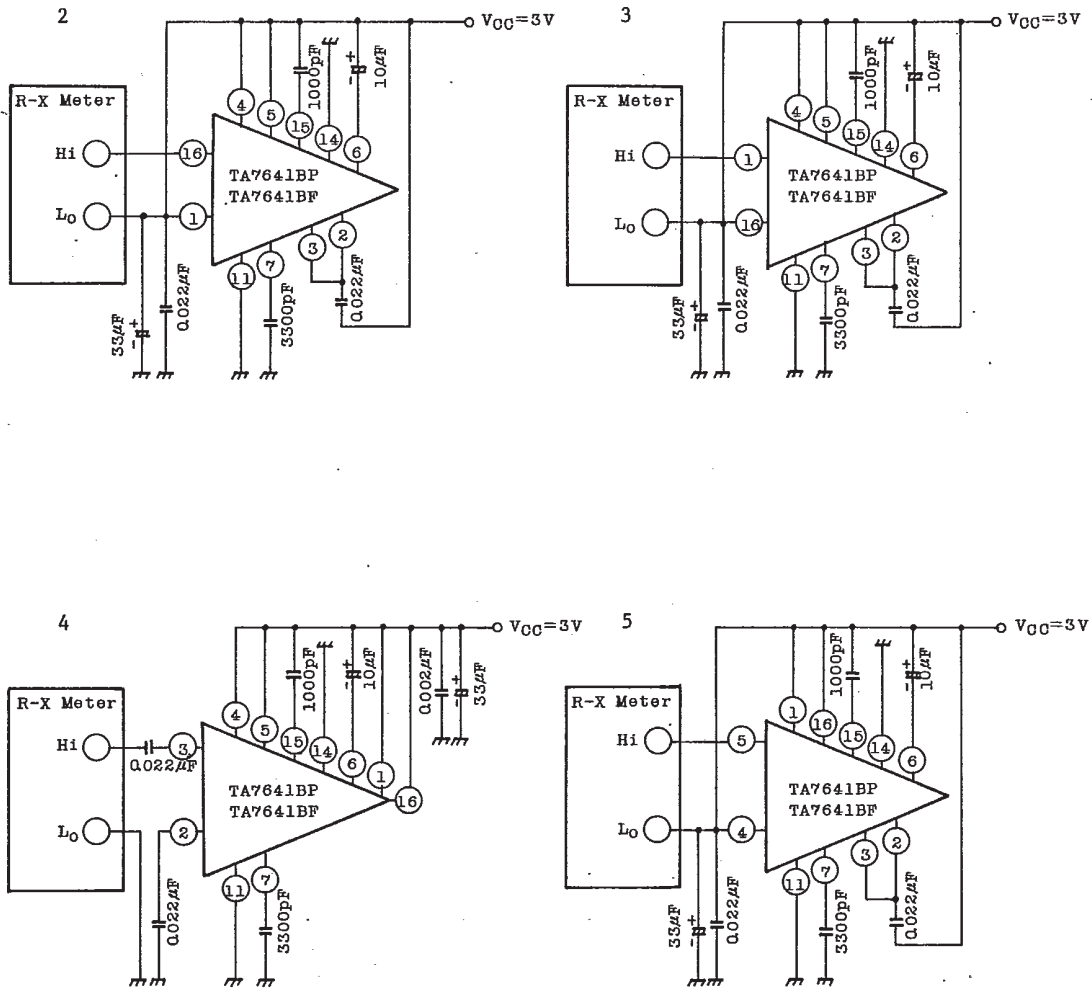 2
VCC=3V
R-X Meter
Hi
Lo
16
1
4
5
15
14
6
1000pF
10µF
TA7641BP
TA7641BF
11
7
3
2
33µF
0.022µF
3300pF
0.022µF
3
VCC=3V
R-X Meter
Hi
Lo
1
16
4
5
15
14
6
1000pF
10µF
TA7641BP
TA7641BF
11
7
3
2
33µF
0.022µF
3300pF
0.022µF
4
VCC=3V
R-X Meter
Hi
Lo
0.022µF
3
2
4
5
15
14
6
1
16
1000pF
10µF
0.002µF
33µF
TA7641BP
TA7641BF
11
7
0.022µF
3300pF
5
VCC=3V
R-X Meter
Hi
Lo
5
4
1
16
15
14
6
1000pF
10µF
TA7641BP
TA7641BF
11
7
3
2
33µF
0.022µF
3300pF
0.022µF